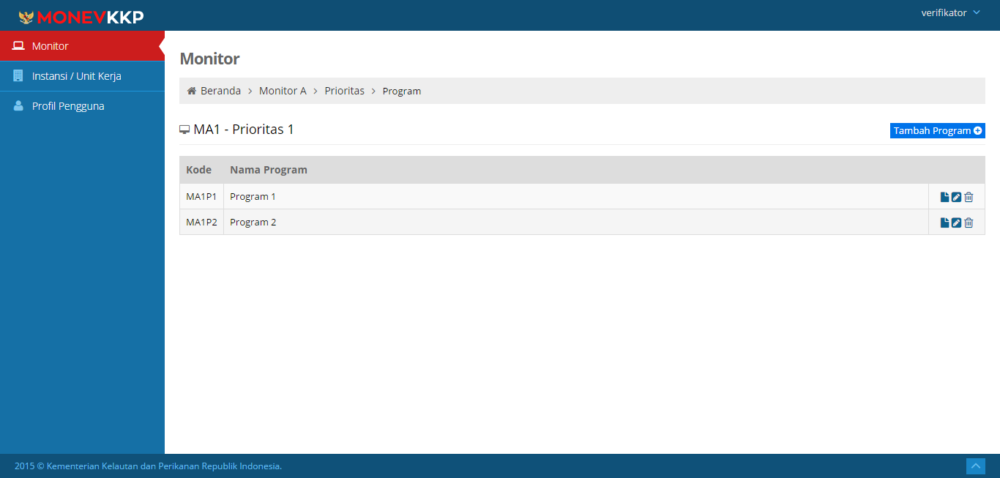 MONEVKKP
verifikator
Monitor
Instansi / Unit Kerja
Profil Pengguna
Monitor
Beranda > Monitor A > Prioritas > Program
MA1 - Prioritas 1
Tambah Program
Kode Nama Program
MA1P1 Program 1
MA1P2 Program 2
2015 © Kementerian Kelautan dan Perikanan Republik Indonesia.